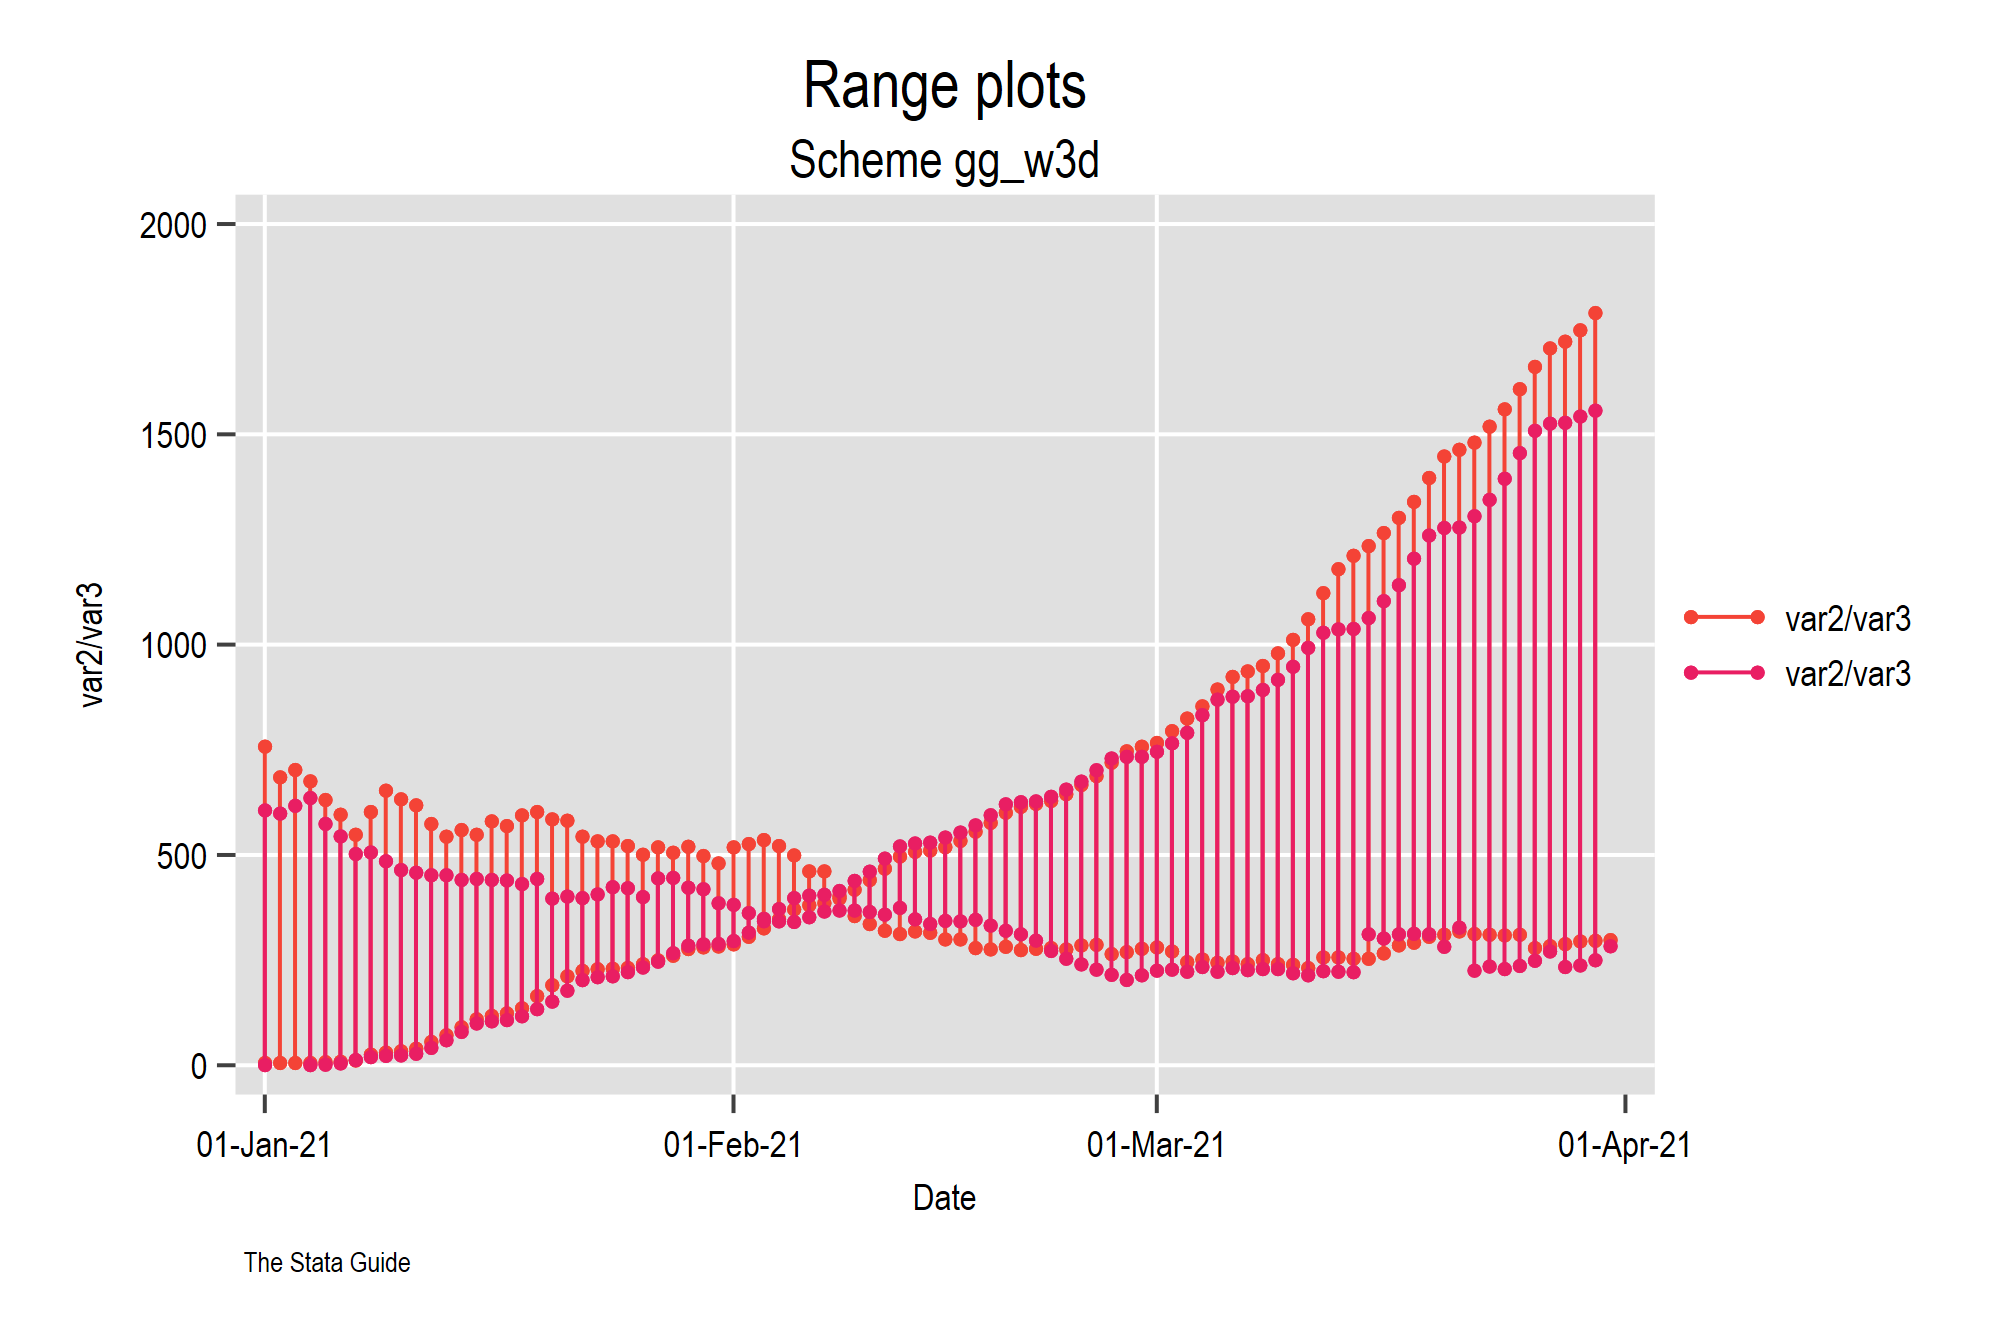 Range plots
Scheme gg_w3d
2000
1500
1000
500
0
var2/var3
var2/var3
var2/var3
01-Jan-21
01-Feb-21
01-Mar-21
01-Apr-21
Date
The Stata Guide